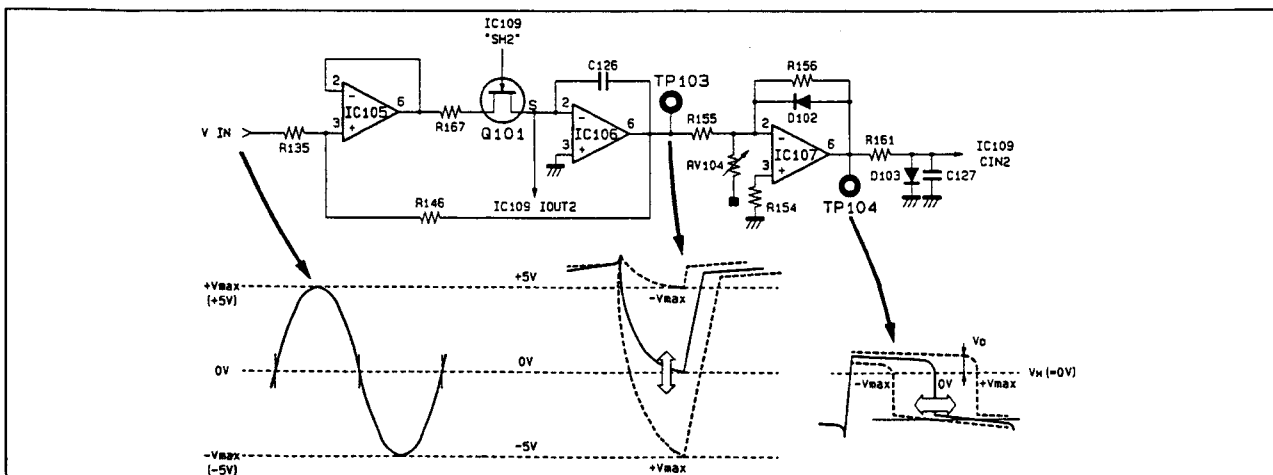 IC109
"SH2"
C126
TP103
R156
D102
2
6
IC105
3
R167
Q101
S
2
6
IC106
3
R155
2
6
IC107
3
RV104
R161
IC109
CIN2
D103
C127
V IN
R135
R146
IC109 IOUT2
R154
TP104
+Vmax
(+5V)
+5V
-Vmax
0V
0V
VD
VH (=0V)
-Vmax
0V
+Vmax
-Vmax
(-5V)
-5V
+Vmax